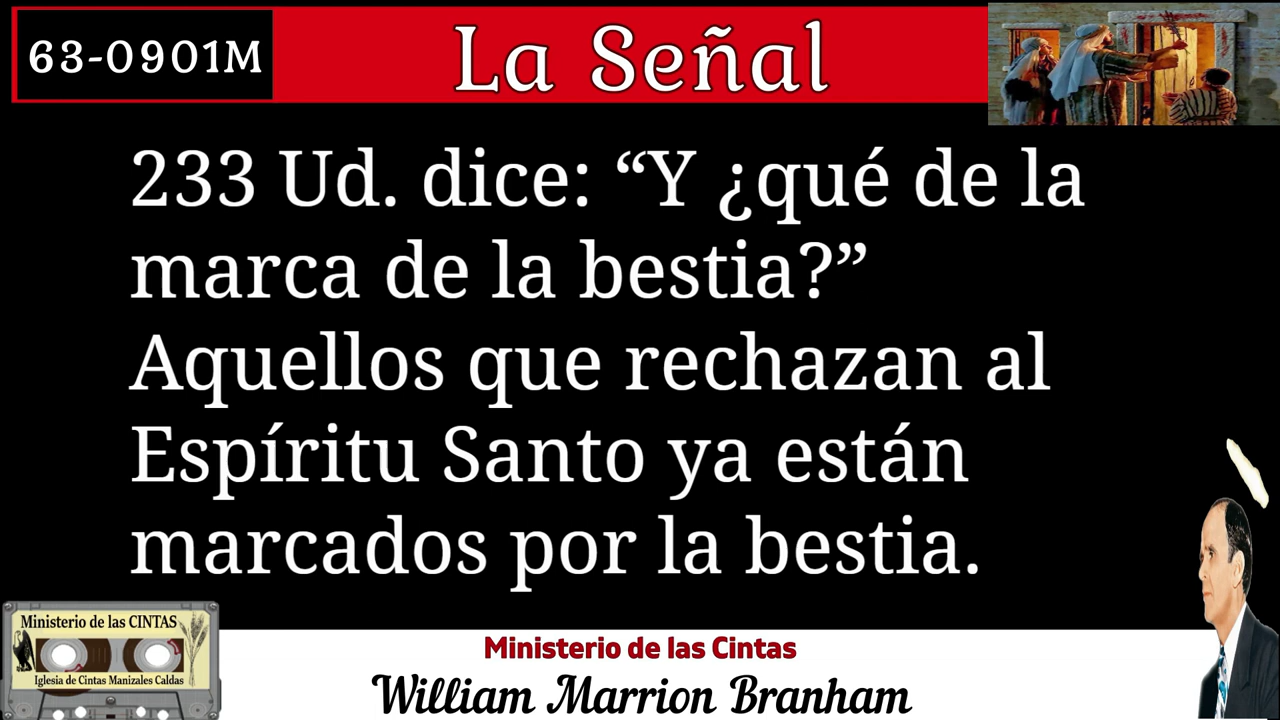 63-0901M
La Señal
233 Ud. dice: “Y ¿qué de la
marca de la bestia?”
Aquellos que rechazan al
Espíritu Santo ya están
marcados por la bestia.
Ministerio de las CINTAS
Iglesia de Cintas Manizales Caldas
Ministerio de las Cintas
William Marrion Branham